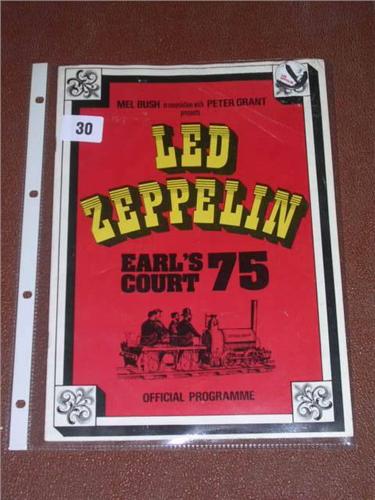 MEL BUSH in association with PETER GRANT
presents
30
LED
ZEPPELIN
EARL'S
COURT 75
OFFICIAL PROGRAMME